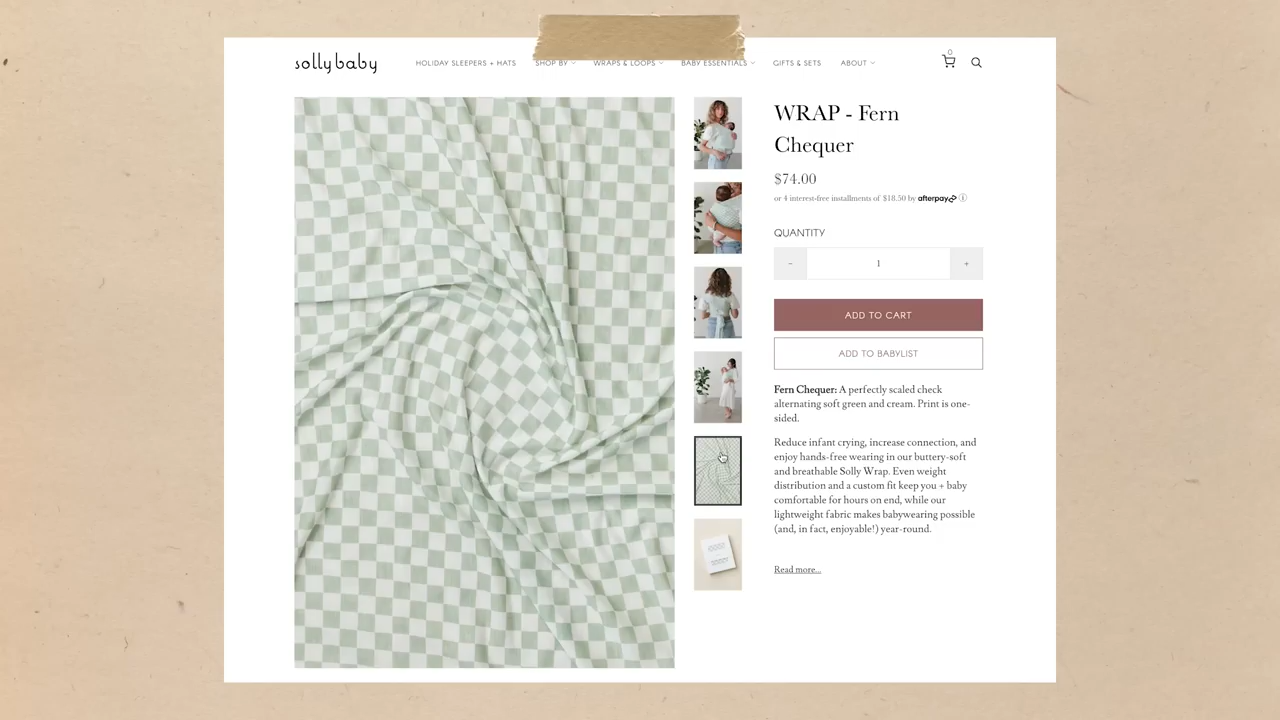 solly baby
HOLIDAY SLEEPERS + HATS SHOP BY WRAPS & LOOPS BABY ESSENTIALS GIFTS & SETS ABOUT
0
WRAP - Fern
Chequer
$74.00
or 4 interest-free installments of $18.50 by afterpay
QUANTITY
− 1 +
ADD TO CART
ADD TO BABYLIST
Fern Chequer: A perfectly scaled check
alternating soft green and cream. Print is one-
sided.
Reduce infant crying, increase connection, and
enjoy hands-free wearing in our buttery-soft
and breathable Solly Wrap. Even weight
distribution and a custom fit keep you + baby
comfortable for hours on end, while our
lightweight fabric makes babywearing possible
(and, in fact, enjoyable!) year-round.
Read more...